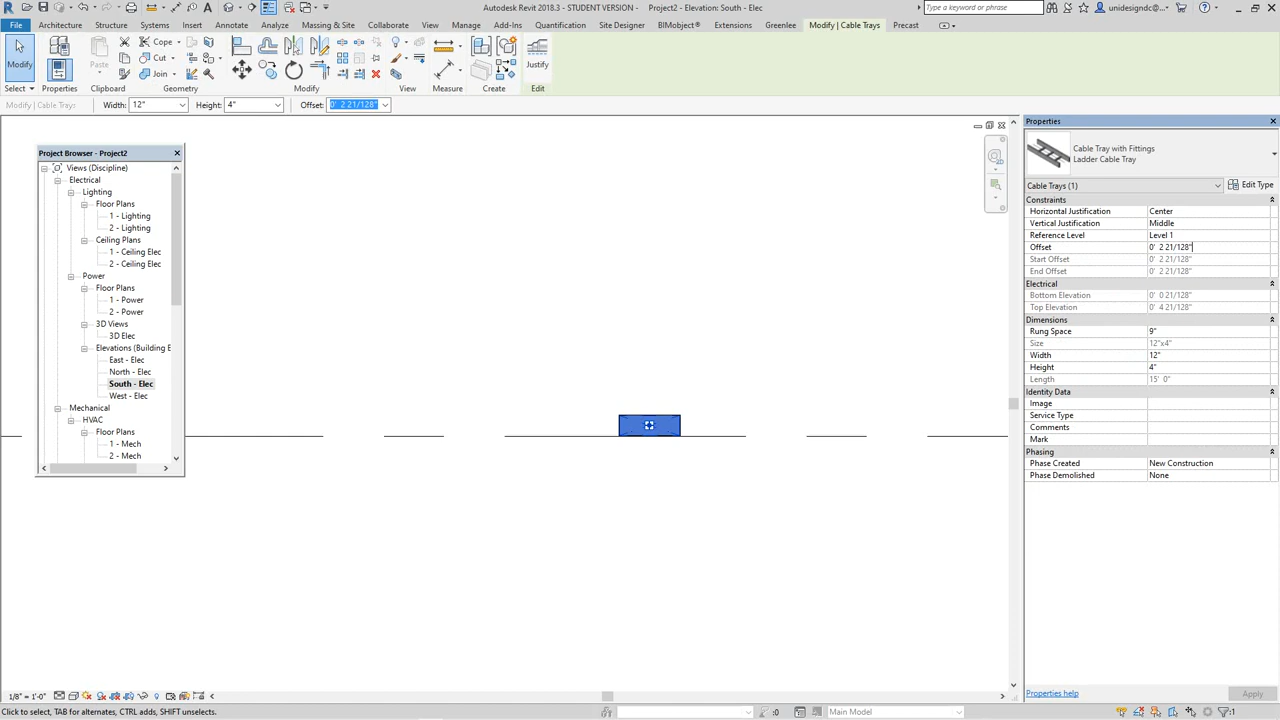 Autodesk Revit 2018.3 - STUDENT VERSION - Project2 - Elevation: South - Elec
Type a keyword or phrase
unidesigndc@...
File Architecture Structure Systems Insert Annotate Analyze Massing & Site Collaborate View Manage Add-Ins Quantification Site Designer BIMobject® Extensions Greenlee Modify | Cable Trays Precast
Modify
Paste
Cope
Cut
Join
Justify
Select Properties Clipboard Geometry Modify View Measure Create Edit
Modify | Cable Trays Width: 12" Height: 4" Offset: 0' 2 21/128"
Project Browser - Project2
Views (Discipline)
Electrical
Lighting
Floor Plans
1 - Lighting
2 - Lighting
Ceiling Plans
1 - Ceiling Elec
2 - Ceiling Elec
Power
Floor Plans
1 - Power
2 - Power
3D Views
3D Elec
Elevations (Building E
East - Elec
North - Elec
South - Elec
West - Elec
Mechanical
HVAC
Floor Plans
1 - Mech
2 - Mech
Properties
Cable Tray with Fittings
Ladder Cable Tray
Cable Trays (1) Edit Type
Constraints
Horizontal Justification Center
Vertical Justification Middle
Reference Level Level 1
Offset 0' 2 21/128"
Start Offset 0' 2 21/128"
End Offset 0' 2 21/128"
Electrical
Bottom Elevation 0' 0 21/128"
Top Elevation 0' 4 21/128"
Dimensions
Rung Space 9"
Size 12"x4"
Width 12"
Height 4"
Length 15' 0"
Identity Data
Image
Service Type
Comments
Mark
Phasing
Phase Created New Construction
Phase Demolished None
Properties help Apply
1/8" = 1'-0"
Click to select, TAB for alternates, CTRL adds, SHIFT unselects.
:0
Main Model
:1